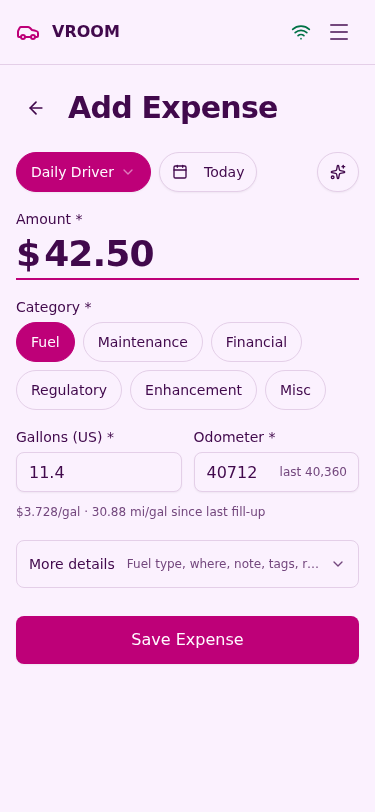 VROOM
Add Expense
Daily Driver
Today
Amount *
$ 42.50
Category *
Fuel
Maintenance
Financial
Regulatory
Enhancement
Misc
Gallons (US) *
Odometer *
11.4
40712
last 40,360
$3.728/gal · 30.88 mi/gal since last fill-up
More details
Fuel type, where, note, tags, r…
Save Expense